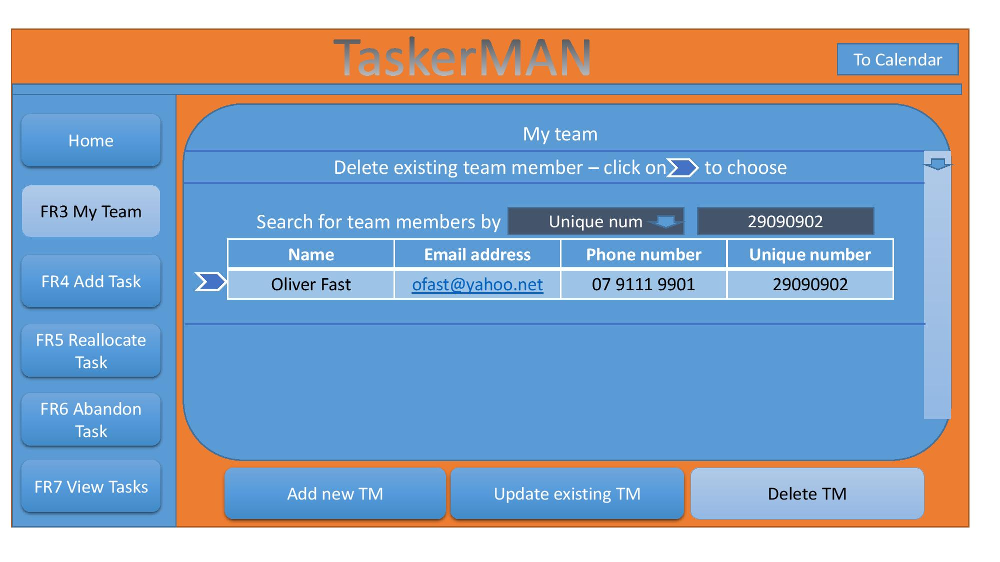 TaskerMAN
To Calendar
Home
FR3 My Team
FR4 Add Task
FR5 Reallocate
Task
FR6 Abandon
Task
FR7 View Tasks
My team
Delete existing team member – click on to choose
Search for team members by Unique num 29090902
Name Email address Phone number Unique number
Oliver Fast ofast@yahoo.net 07 9111 9901 29090902
Add new TM Update existing TM Delete TM